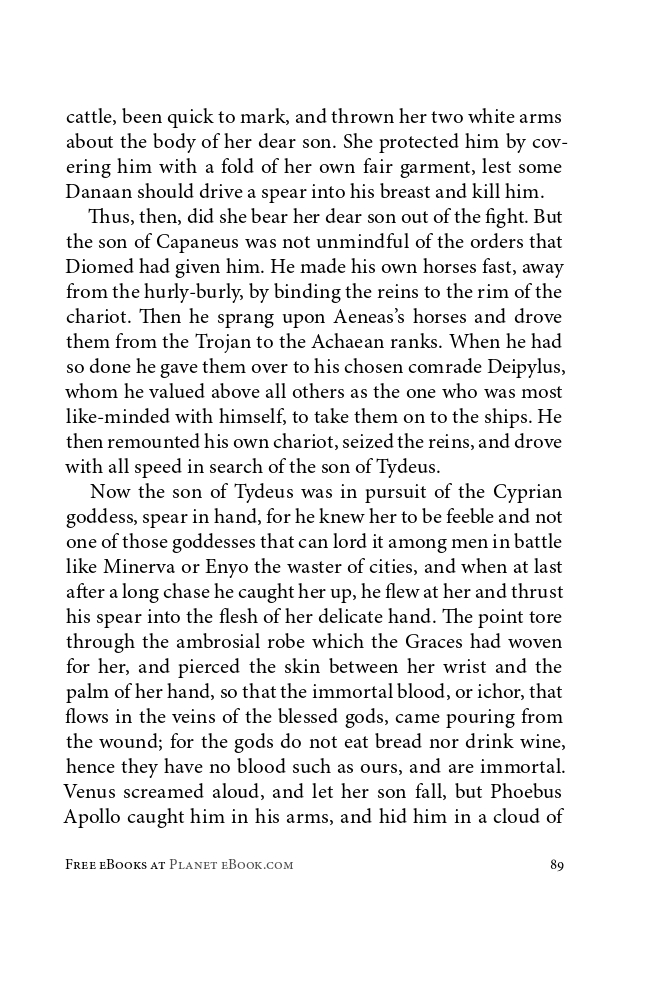 cattle, been quick to mark, and thrown her two white arms
about the body of her dear son. She protected him by cov-
ering him with a fold of her own fair garment, lest some
Danaan should drive a spear into his breast and kill him.
Thus, then, did she bear her dear son out of the fight. But
the son of Capaneus was not unmindful of the orders that
Diomed had given him. He made his own horses fast, away
from the hurly-burly, by binding the reins to the rim of the
chariot. Then he sprang upon Aeneas’s horses and drove
them from the Trojan to the Achaean ranks. When he had
so done he gave them over to his chosen comrade Deipylus,
whom he valued above all others as the one who was most
like-minded with himself, to take them on to the ships. He
then remounted his own chariot, seized the reins, and drove
with all speed in search of the son of Tydeus.
Now the son of Tydeus was in pursuit of the Cyprian
goddess, spear in hand, for he knew her to be feeble and not
one of those goddesses that can lord it among men in battle
like Minerva or Enyo the waster of cities, and when at last
after a long chase he caught her up, he flew at her and thrust
his spear into the flesh of her delicate hand. The point tore
through the ambrosial robe which the Graces had woven
for her, and pierced the skin between her wrist and the
palm of her hand, so that the immortal blood, or ichor, that
flows in the veins of the blessed gods, came pouring from
the wound; for the gods do not eat bread nor drink wine,
hence they have no blood such as ours, and are immortal.
Venus screamed aloud, and let her son fall, but Phoebus
Apollo caught him in his arms, and hid him in a cloud of
Free eBooks at Planet eBook.com 89